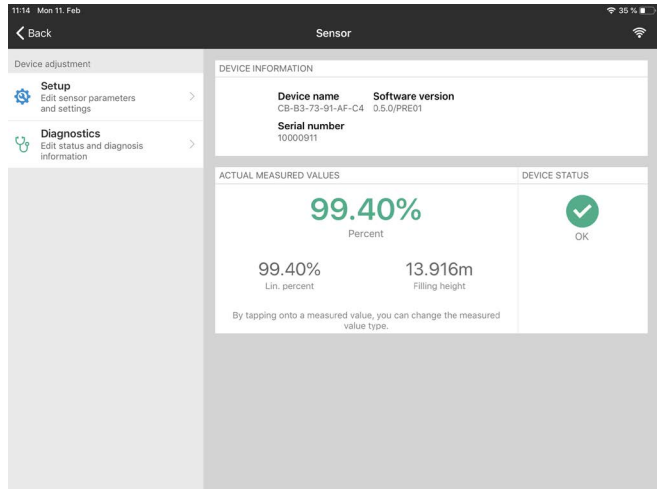 11:14 Mon 11. Feb
35 %
Back
Sensor
Device adjustment
Setup
Edit sensor parameters
and settings
Diagnostics
Edit status and diagnosis
information
DEVICE INFORMATION
Device name
CB-B3-73-91-AF-C4
Software version
0.5.0/PRE01
Serial number
10000911
ACTUAL MEASURED VALUES
99.40%
Percent
99.40%
Lin. percent
13.916m
Filling height
By tapping onto a measured value, you can change the measured
value type.
DEVICE STATUS
OK